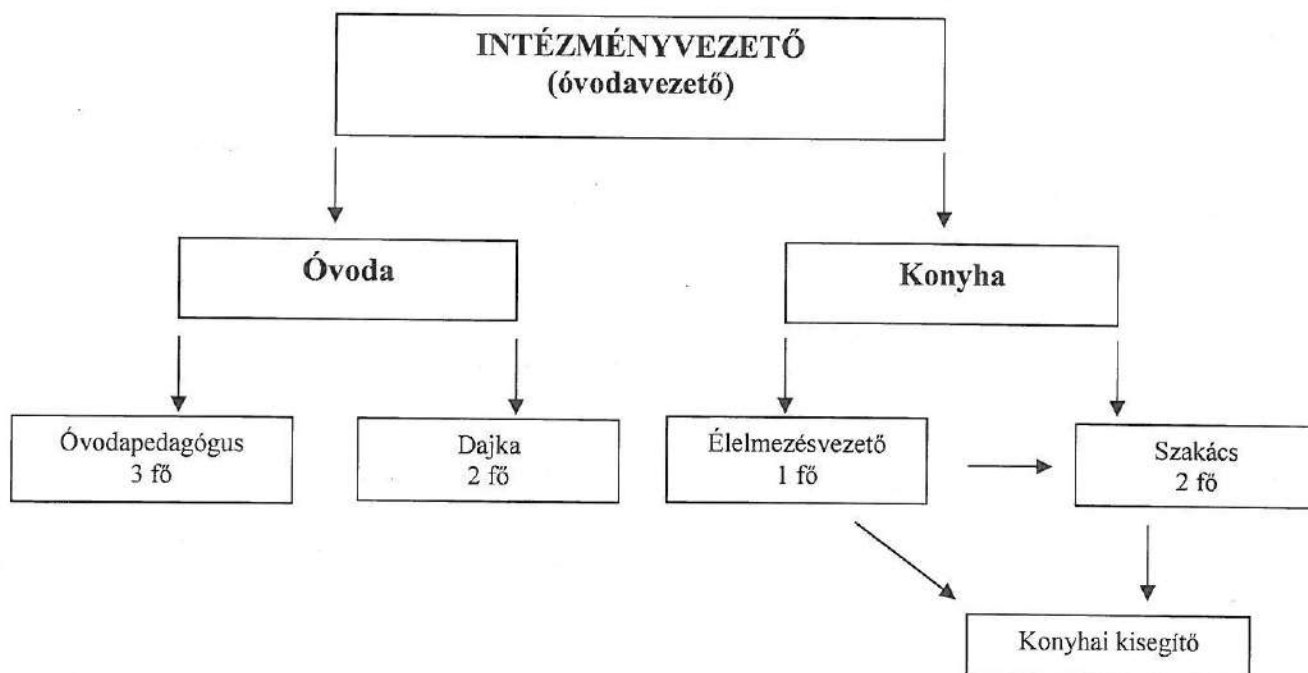 INTÉZMÉNYVEZETŐ
(óvodavezető)
Óvoda
Konyha
Óvodapedagógus
3 fő
Dajka
2 fő
Élelmezésvezető
1 fő
Szakács
2 fő
Konyhai kisegítő